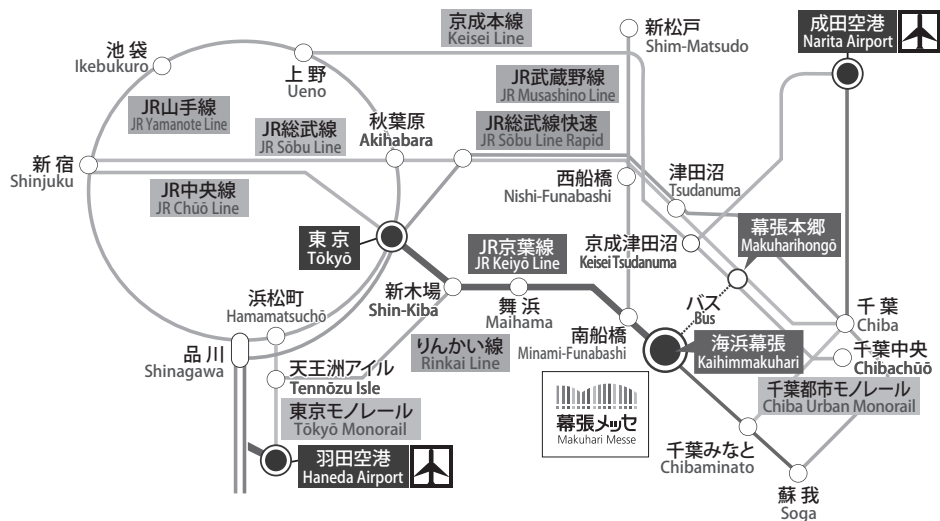 京成本線
Keisei Line
新松戸
Shim-Matsudo
成田空港
Narita Airport
池袋
Ikebukuro
上野
Ueno
JR武蔵野線
JR Musashino Line
JR山手線
JR Yamanote Line
JR総武線
JR Sōbu Line
秋葉原
Akihabara
JR総武線快速
JR Sōbu Line Rapid
新宿
Shinjuku
JR中央線
JR Chūō Line
西船橋
Nishi-Funabashi
津田沼
Tsudanuma
東京
Tōkyō
JR京葉線
JR Keiyō Line
京成津田沼
Keisei Tsudanuma
幕張本郷
Makuharihongō
浜松町
Hamamatsuchō
新木場
Shin-Kiba
舞浜
Maihama
バス
Bus
千葉
Chiba
品川
Shinagawa
りんかい線
Rinkai Line
南船橋
Minami-Funabashi
海浜幕張
Kaihimmakuhari
千葉中央
Chibachūō
天王洲アイル
Tennōzu Isle
東京モノレール
Tōkyō Monorail
幕張メッセ
Makuhari Messe
千葉都市モノレール
Chiba Urban Monorail
羽田空港
Haneda Airport
千葉みなと
Chibaminato
蘇我
Soga